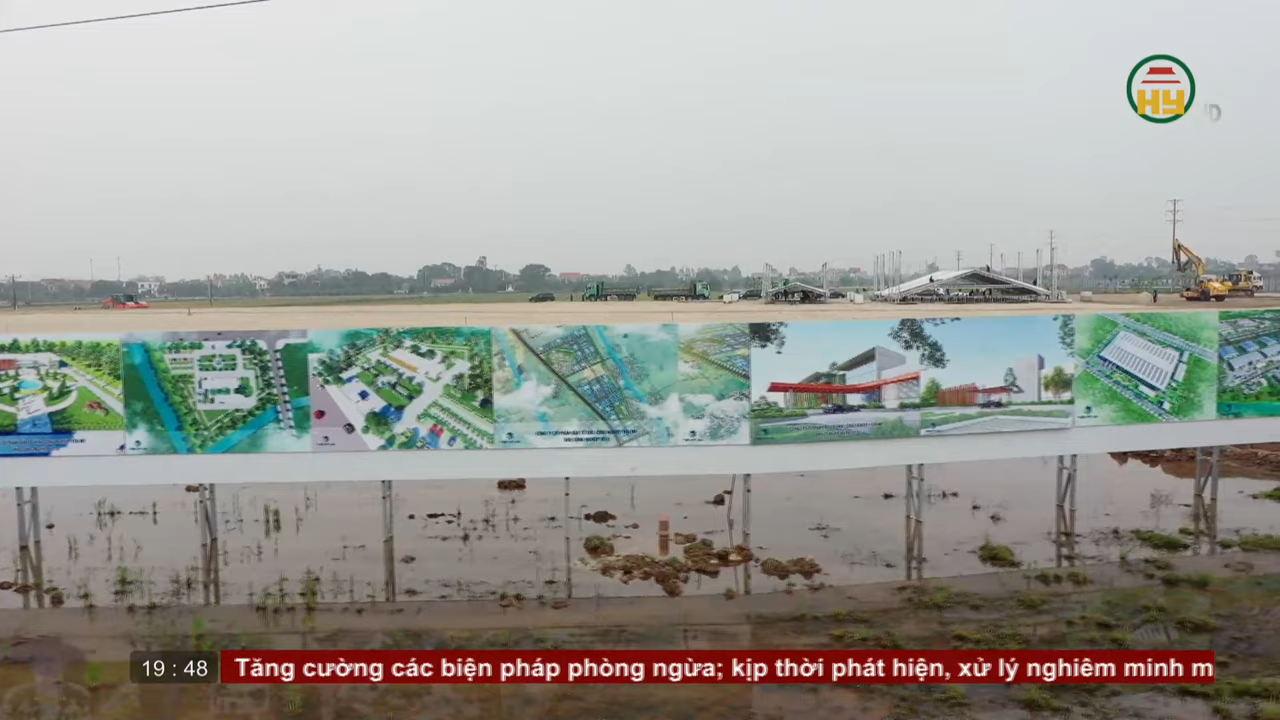 HY
D
19 : 48
Tăng cường các biện pháp phòng ngừa; kịp thời phát hiện, xử lý nghiêm minh m